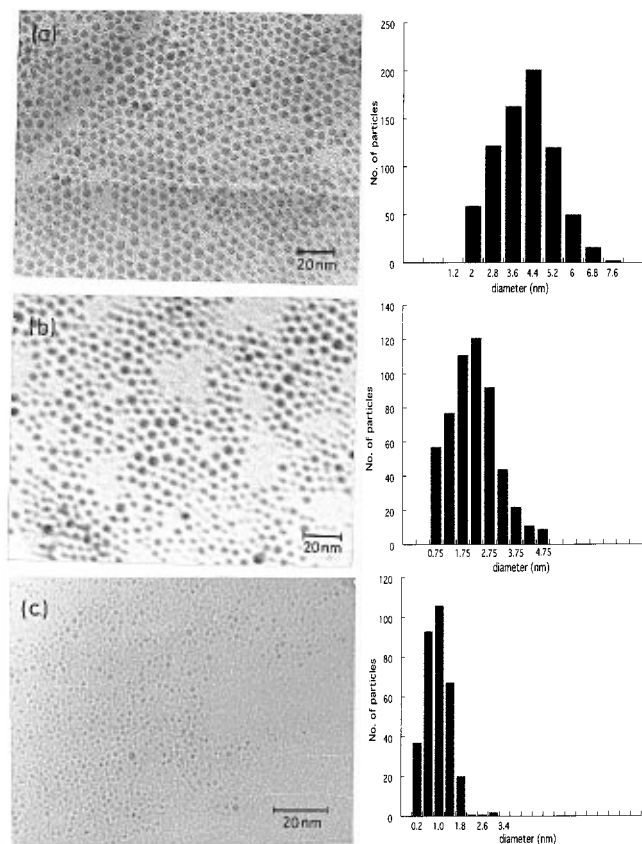 (a)
20nm
No. of particles
250
200
150
100
50
0
1.2 2 2.8 3.6 4.4 5.2 6 6.8 7.6
diameter (nm)
(b)
20nm
No. of particles
140
120
100
80
60
40
20
0
0.75 1.75 2.75 3.75 4.75
diameter (nm)
(c)
20nm
No. of particles
120
100
80
60
40
20
0
0.2 1.0 1.8 2.6 3.4
diameter (nm)